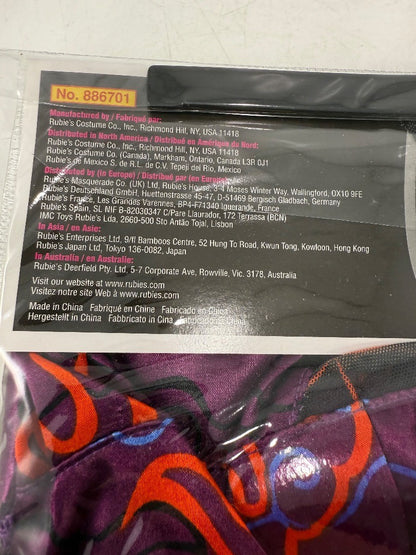 No. 886701
Manufactured by / Fabriqué par:
Rubie's Costume Co., Inc., Richmond Hill, NY, USA 11418
Distributed in North America / Distribué en Amérique du Nord:
Rubie's Costume Co., Inc., Richmond Hill, NY, USA 11418
Rubie's Costume Co. (Canada), Markham, Ontario, Canada L3R 0J1
Rubie's de Mexico S. de R.L. de C.V. Tepeji del Rio, Mexico
Distributed by (in Europe) / Distribué par (en Europe):
Rubie's Masquerade Co. (UK) Ltd, Rubie's House, 3-4 Moses Winter Way, Wallingford, OX10 9FE
Rubie's Deutschland GmbH, Huettenstrasse 45-47, D-51469 Bergisch Gladbach, Germany
Rubie's France, Les Grandes Varennes, BP4-F71340 Iguerande, France
Rubie's Spain, SL NIF B-82030347 C/Pare Llaurador, 172 Terrassa (BCN)
IMC Toys Rubie's Lda, 2660-500 Sto Antão Tojal, Lisbon
In Asia / en Asie:
Rubie's Enterprises Ltd, 9/fl Bamboos Centre, 52 Hung To Road, Kwun Tong, Kowloon, Hong Kong
Rubie's Japan Ltd, Tokyo 136-0082, Japan
In Australia / en Australie:
Rubie's Deerfield Pty. Ltd, 5-7 Corporate Ave, Rowville, Vic. 3178, Australia
Visit our website at www.rubies.com
Visitez notre site Web à www.rubies.com
Made in China Fabriqué en Chine Fabricado en China
Hergestellt in China Fabbricato in Cina Fabricado en China